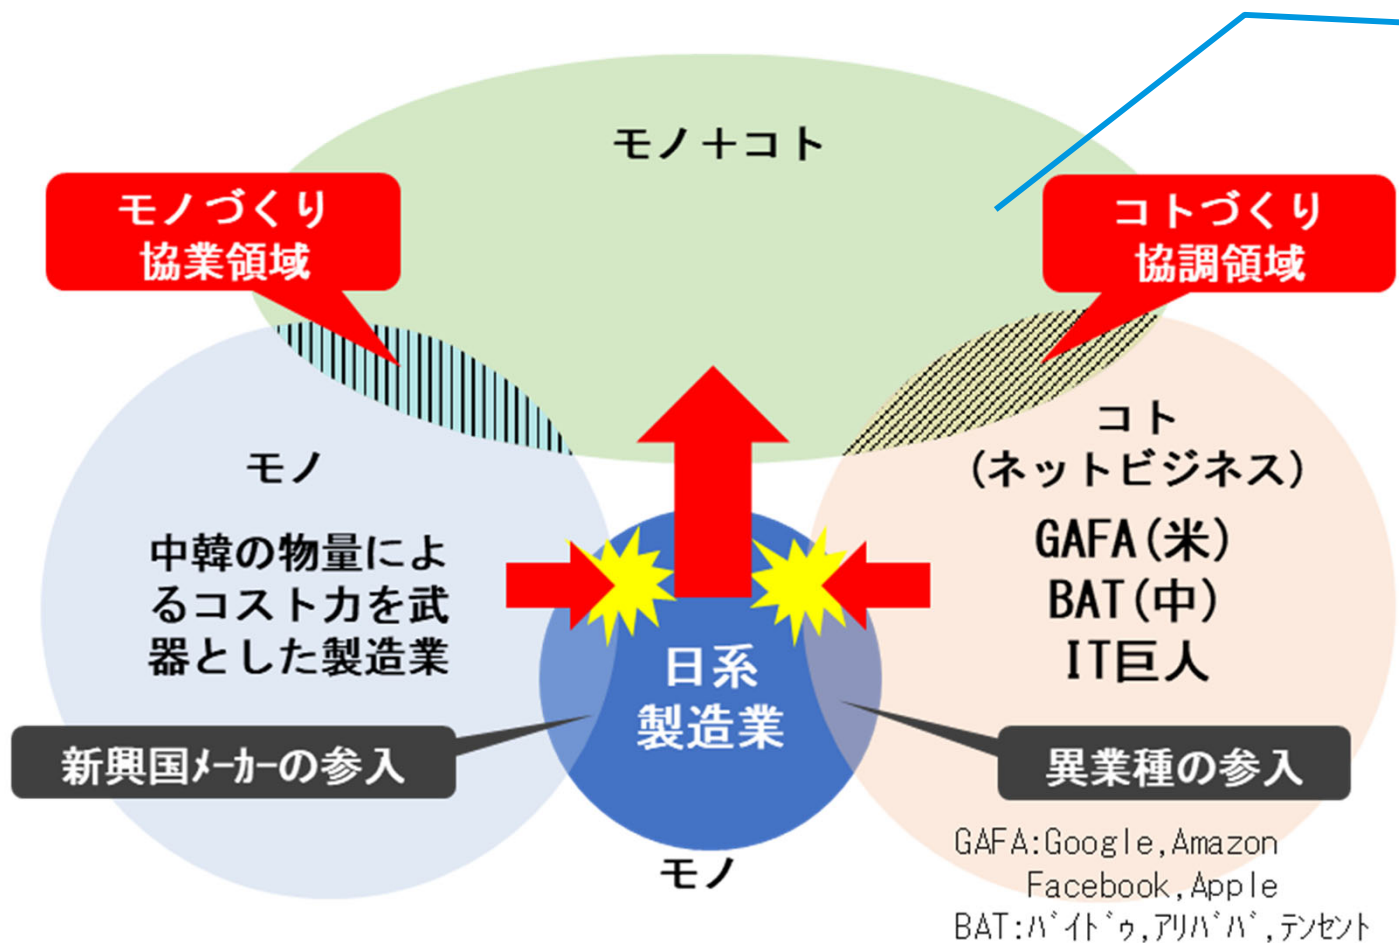 モノ＋コト
モノづくり
協業領域
コトづくり
協調領域
モノ
中韓の物量によ
るコスト力を武
器とした製造業
コト
(ネットビジネス)
GAFA(米)
BAT(中)
IT巨人
日系
製造業
新興国ﾒｰｶｰの参入
異業種の参入
モノ
GAFA:Google,Amazon
Facebook,Apple
BAT:ﾊﾞｲﾄﾞｩ,ｱﾘﾊﾞﾊﾞ,ﾃﾝｾﾝﾄ